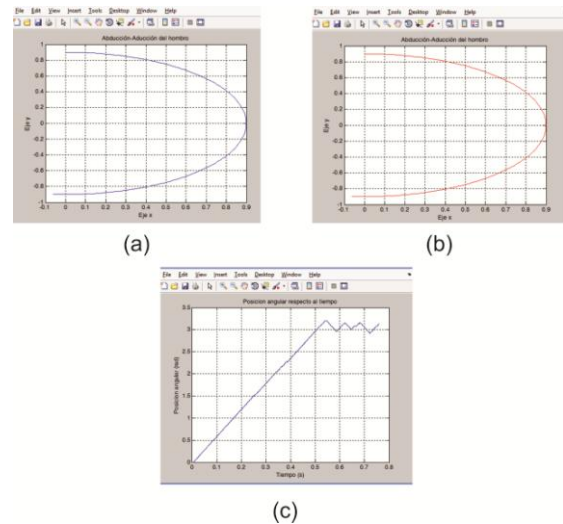 File Edit View Insert Tools Desktop Window Help
Abducción-Aducción del hombro
1
0.8
0.6
0.4
0.2
0
-0.2
-0.4
-0.6
-0.8
-1
Eje y
-0.1 0 0.1 0.2 0.3 0.4 0.5 0.6 0.7 0.8 0.9
Eje x
(a)
File Edit View Insert Tools Desktop Window Help
Abducción-Aducción del hombro
1
0.8
0.6
0.4
0.2
0
-0.2
-0.4
-0.6
-0.8
-1
Eje y
-0.1 0 0.1 0.2 0.3 0.4 0.5 0.6 0.7 0.8 0.9
Eje x
(b)
File Edit View Insert Tools Desktop Window Help
Posicion angular respecto al tiempo
3.5
3
2.5
2
1.5
1
0.5
0
Posicion angular (rad)
0 0.1 0.2 0.3 0.4 0.5 0.6 0.7 0.8
Tiempo (s)
(c)